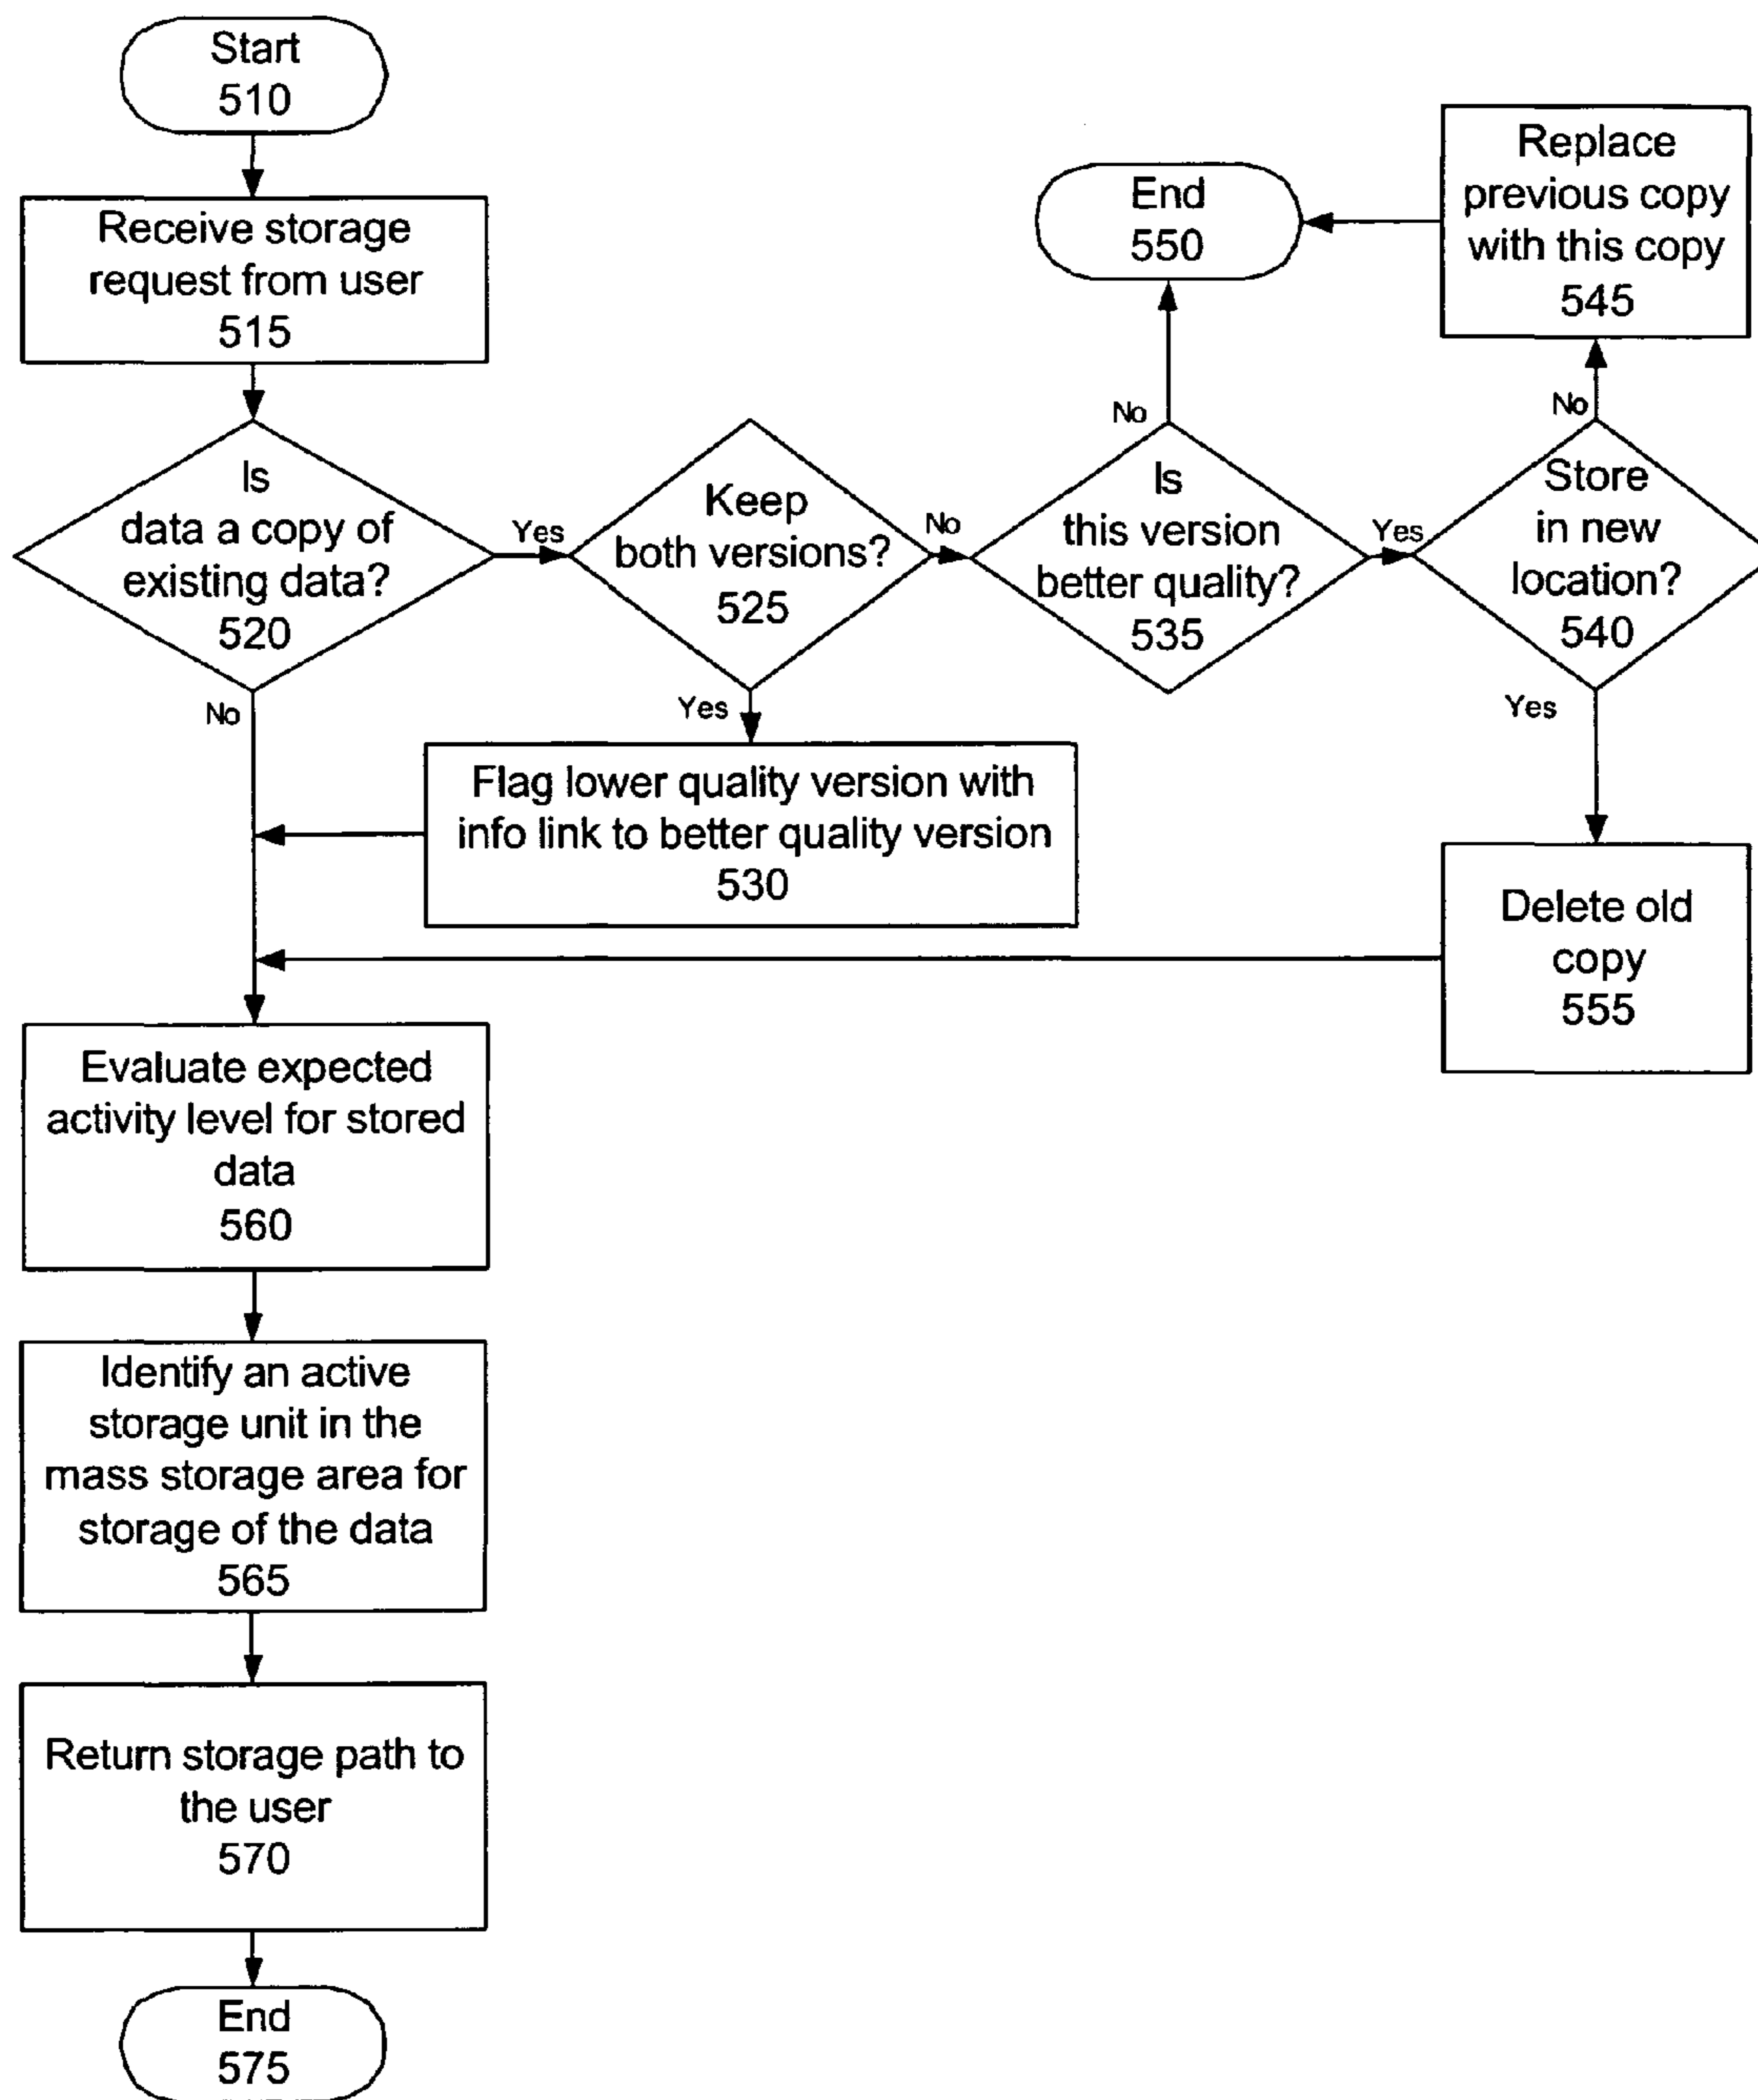 Start
510
Receive storage
request from user
515
Is
data a copy of
existing data?
520
Yes
No
Keep
both versions?
525
No
Yes
Flag lower quality version with
info link to better quality version
530
Is
this version
better quality?
535
No
Yes
End
550
Store
in new
location?
540
No
Yes
Replace
previous copy
with this copy
545
Delete old
copy
555
Evaluate expected
activity level for stored
data
560
Identify an active
storage unit in the
mass storage area for
storage of the data
565
Return storage path to
the user
570
End
575